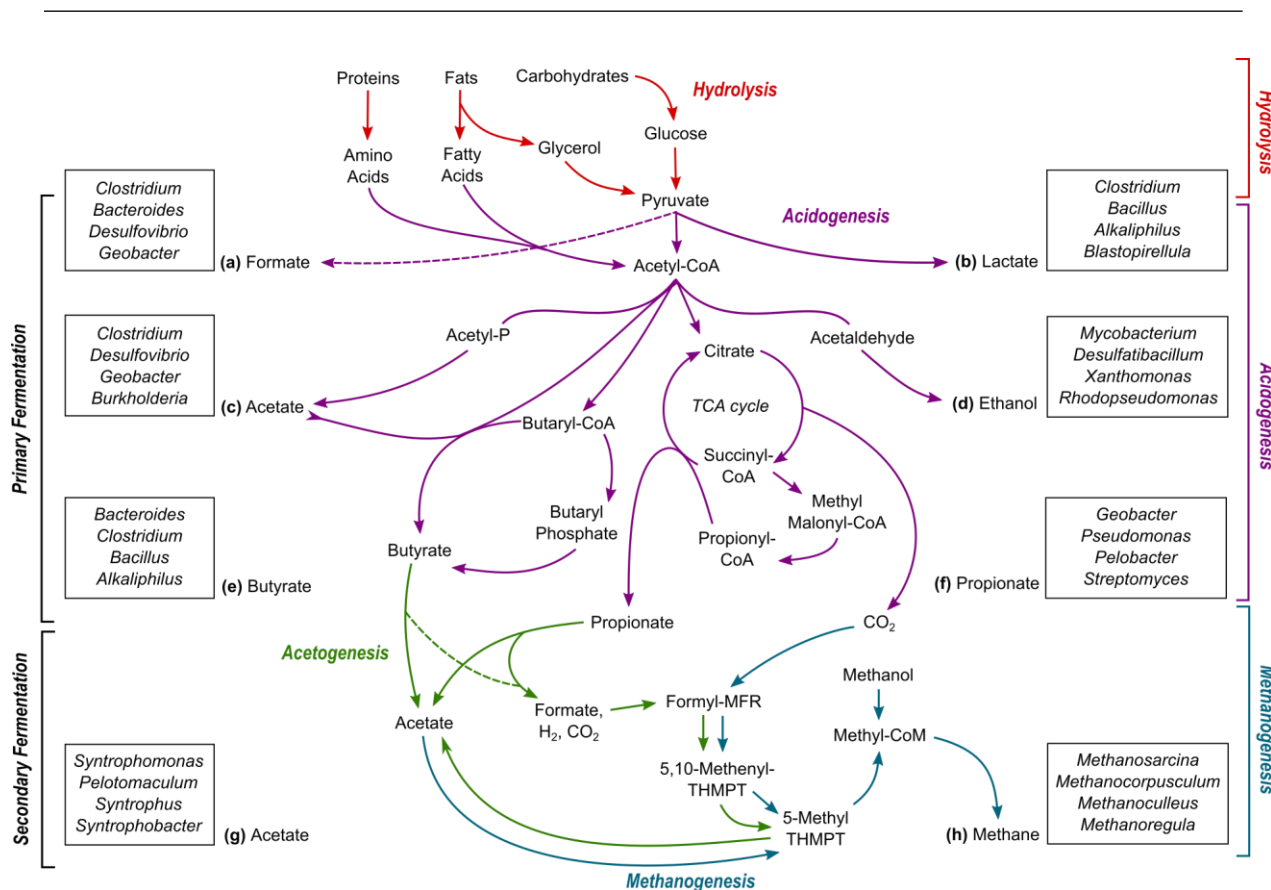 Proteins
Fats
Carbohydrates
Hydrolysis
Hydrolysis
Glucose
Glycerol
Amino
Acids
Fatty
Acids
Pyruvate
Acidogenesis
Clostridium
Bacteroides
Desulfovibrio
Geobacter
(a) Formate
Acetyl-CoA
(b) Lactate
Clostridium
Bacillus
Alkaliphilus
Blastopirellula
Primary Fermentation
Acidogenesis
Clostridium
Desulfovibrio
Geobacter
Burkholderia
(c) Acetate
Acetyl-P
Citrate
Acetaldehyde
TCA cycle
(d) Ethanol
Mycobacterium
Desulfatibacillum
Xanthomonas
Rhodopseudomonas
Butaryl-CoA
Succinyl-
CoA
Methyl
Malonyl-CoA
Butaryl
Phosphate
Propionyl-
CoA
Butyrate
Bacteroides
Clostridium
Bacillus
Alkaliphilus
(e) Butyrate
(f) Propionate
Geobacter
Pseudomonas
Pelobacter
Streptomyces
Propionate
CO₂
Acetogenesis
Secondary Fermentation
Methanogenesis
Methanol
Acetate
Formate,
H₂, CO₂
Formyl-MFR
Methyl-CoM
5,10-Methenyl-
THMPT
5-Methyl
THMPT
Syntrophomonas
Pelotomaculum
Syntrophus
Syntrophobacter
(g) Acetate
(h) Methane
Methanosarcina
Methanocorpusculum
Methanoculleus
Methanoregula
Methanogenesis